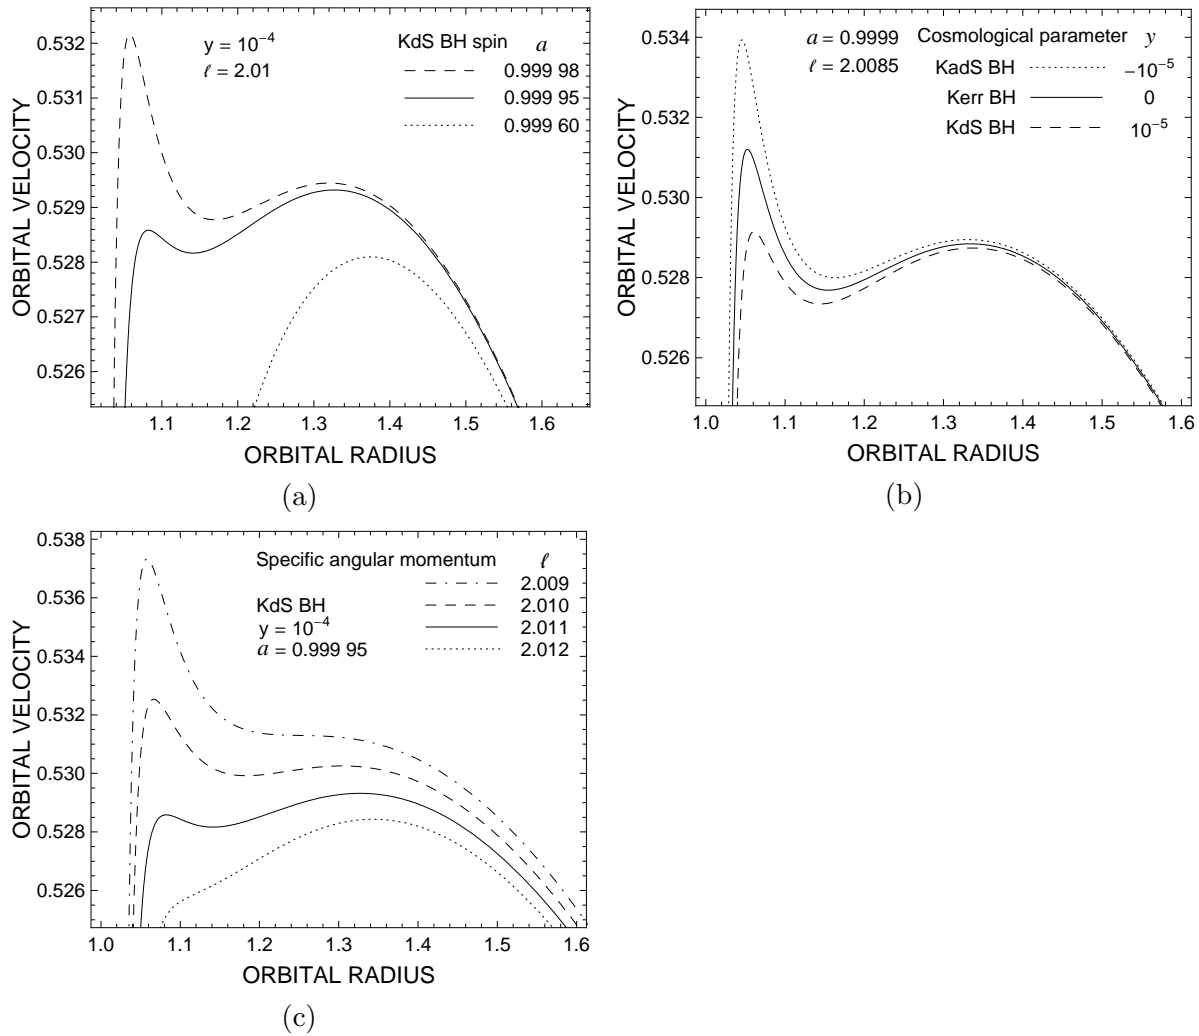 0.532
0.531
0.530
0.529
0.528
0.527
0.526
ORBITAL VELOCITY
y = 10⁻⁴
ℓ = 2.01
KdS BH spin a
0.999 98
0.999 95
0.999 60
1.1 1.2 1.3 1.4 1.5 1.6
ORBITAL RADIUS
(a)
0.534
0.532
0.530
0.528
0.526
ORBITAL VELOCITY
a = 0.9999
ℓ = 2.0085
Cosmological parameter y
KadS BH −10⁻⁵
Kerr BH 0
KdS BH 10⁻⁵
1.0 1.1 1.2 1.3 1.4 1.5 1.6
ORBITAL RADIUS
(b)
0.538
0.536
0.534
0.532
0.530
0.528
0.526
ORBITAL VELOCITY
Specific angular momentum ℓ
2.009
KdS BH 2.010
y = 10⁻⁴ 2.011
a = 0.999 95 2.012
1.0 1.1 1.2 1.3 1.4 1.5 1.6
ORBITAL RADIUS
(c)